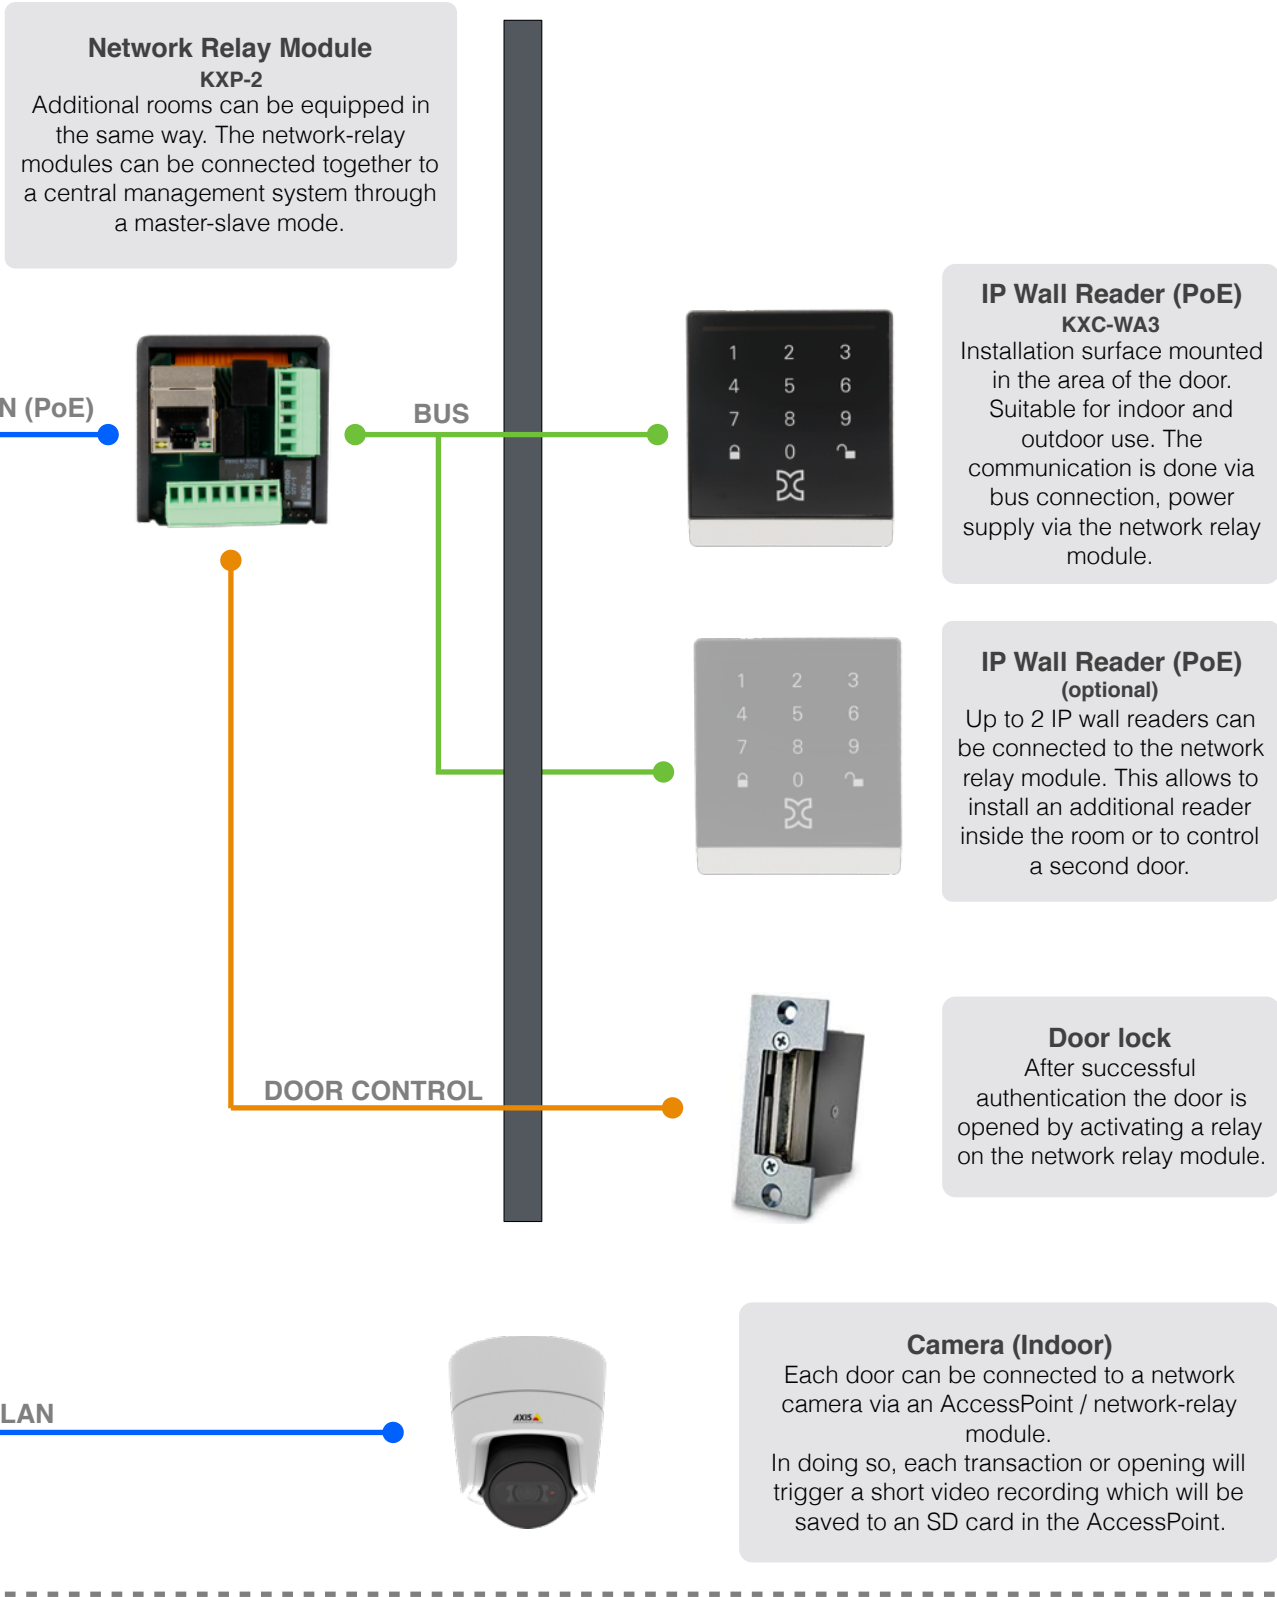 Network Relay Module
KXP-2
Additional rooms can be equipped in
the same way. The network-relay
modules can be connected together to
a central management system through
a master-slave mode.
N (PoE)
BUS
1 2 3
4 5 6
7 8 9
0
IP Wall Reader (PoE)
KXC-WA3
Installation surface mounted
in the area of the door.
Suitable for indoor and
outdoor use. The
communication is done via
bus connection, power
supply via the network relay
module.
1 2 3
4 5 6
7 8 9
0
IP Wall Reader (PoE)
(optional)
Up to 2 IP wall readers can
be connected to the network
relay module. This allows to
install an additional reader
inside the room or to control
a second door.
DOOR CONTROL
Door lock
After successful
authentication the door is
opened by activating a relay
on the network relay module.
LAN
AXIS
Camera (Indoor)
Each door can be connected to a network
camera via an AccessPoint / network-relay
module.
In doing so, each transaction or opening will
trigger a short video recording which will be
saved to an SD card in the AccessPoint.